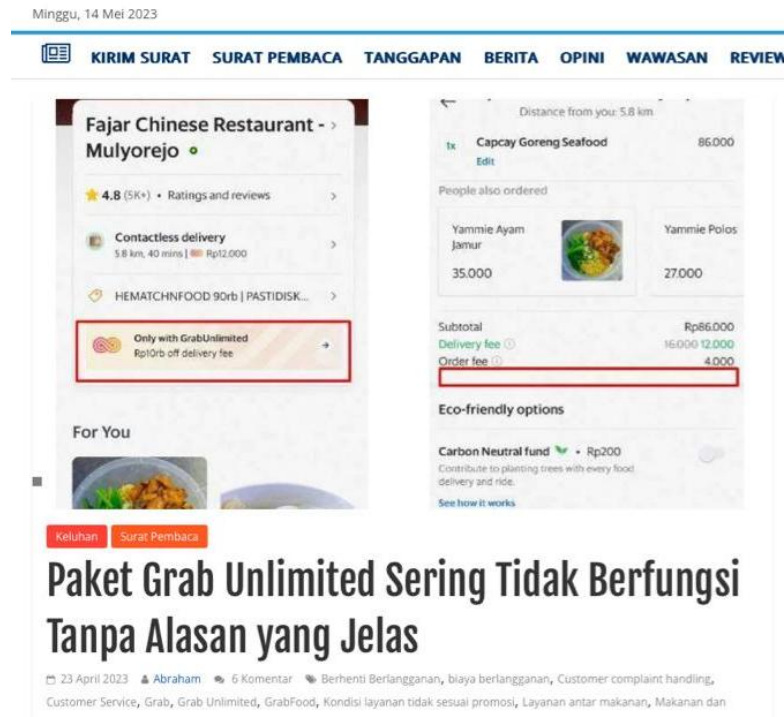 Minggu, 14 Mei 2023
KIRIM SURAT SURAT PEMBACA TANGGAPAN BERITA OPINI WAWASAN REVIEW
Fajar Chinese Restaurant -
Mulyorejo
4.8 (5K+) • Ratings and reviews
Contactless delivery
5.8 km, 40 mins | Rp12.000
HEMATCHNFOOD 90rb | PASTIDISK...
Only with GrabUnlimited
Rp10rb off delivery fee
For You
Distance from you: 5.8 km
1x Capcay Goreng Seafood 86.000
Edit
People also ordered
Yammie Ayam
Jamur
35.000
Yammie Polos
27.000
Subtotal Rp86.000
Delivery fee 16.000 12.000
Order fee 4.000
Eco-friendly options
Carbon Neutral fund • Rp200
Contribute to planting trees with every food
delivery and ride.
See how it works
Keluhan Surat Pembaca
Paket Grab Unlimited Sering Tidak Berfungsi
Tanpa Alasan yang Jelas
23 April 2023 Abraham 6 Komentar Berhenti Berlangganan, biaya berlangganan, Customer complaint handling,
Customer Service, Grab, Grab Unlimited, GrabFood, Kondisi layanan tidak sesuai promosi, Layanan antar makanan, Makanan dan